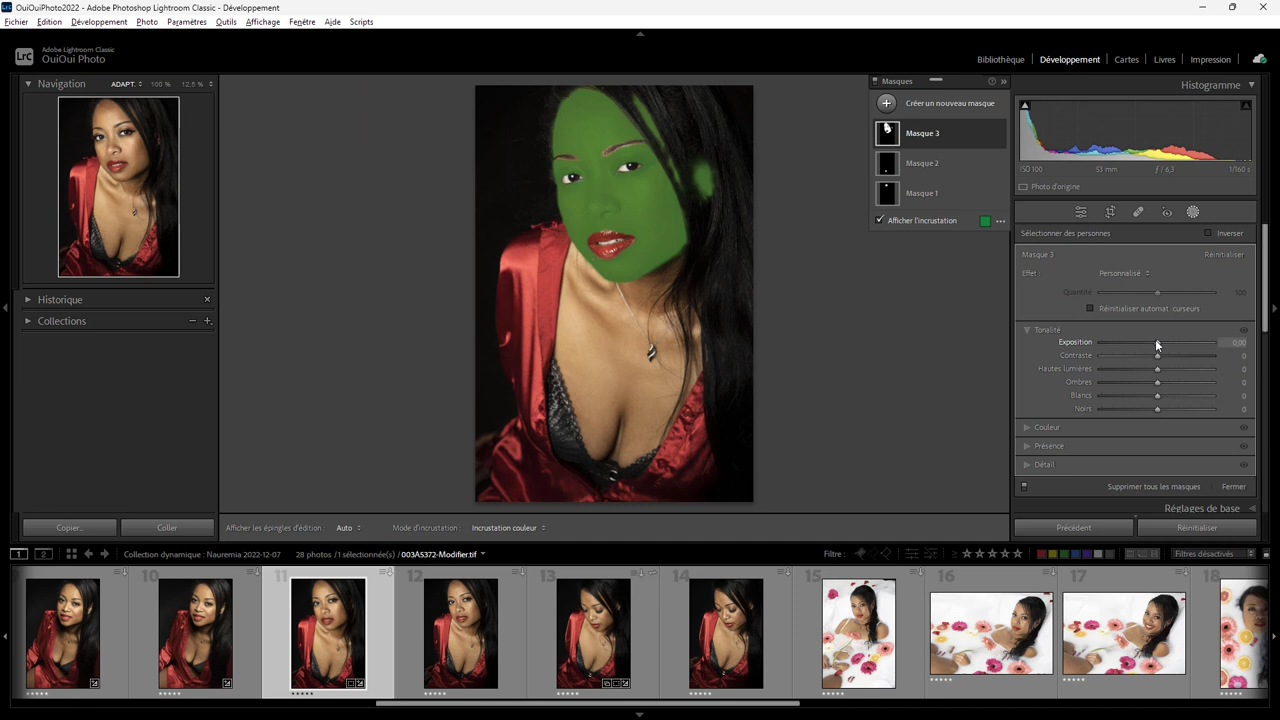 OuiOuiPhoto2022 - Adobe Photoshop Lightroom Classic - Développement
Fichier Edition Développement Photo Paramètres Outils Affichage Fenêtre Aide Scripts
Lrc
Adobe Lightroom Classic
OuiOui Photo
Bibliothèque Développement Cartes Livres Impression
Navigation ADAPT. 100 % 12,5 %
Historique
Collections
Copier... Coller
Masques
Créer un nouveau masque
Masque 3
Masque 2
Masque 1
Afficher l'incrustation
Histogramme
ISO 100 53 mm ƒ / 6,3 1/160 s
Photo d'origine
Sélectionner des personnes Inverser
Masque 3 Réinitialiser
Effet : Personnalisé
Quantité 100
Réinitialiser automat. curseurs
Tonalité
Exposition 0,00
Contraste 0
Hautes lumières 0
Ombres 0
Blancs 0
Noirs 0
Couleur
Présence
Détail
Supprimer tous les masques Fermer
Réglages de base
Précédent Réinitialiser
Afficher les épingles d'édition : Auto Mode d'incrustation : Incrustation couleur
1 2 Collection dynamique : Nauremia 2022-12-07 28 photos /1 sélectionnée(s) /003A5372-Modifier.tif Filtre : Filtres désactivés
10 11 12 13 14 15 16 17 18